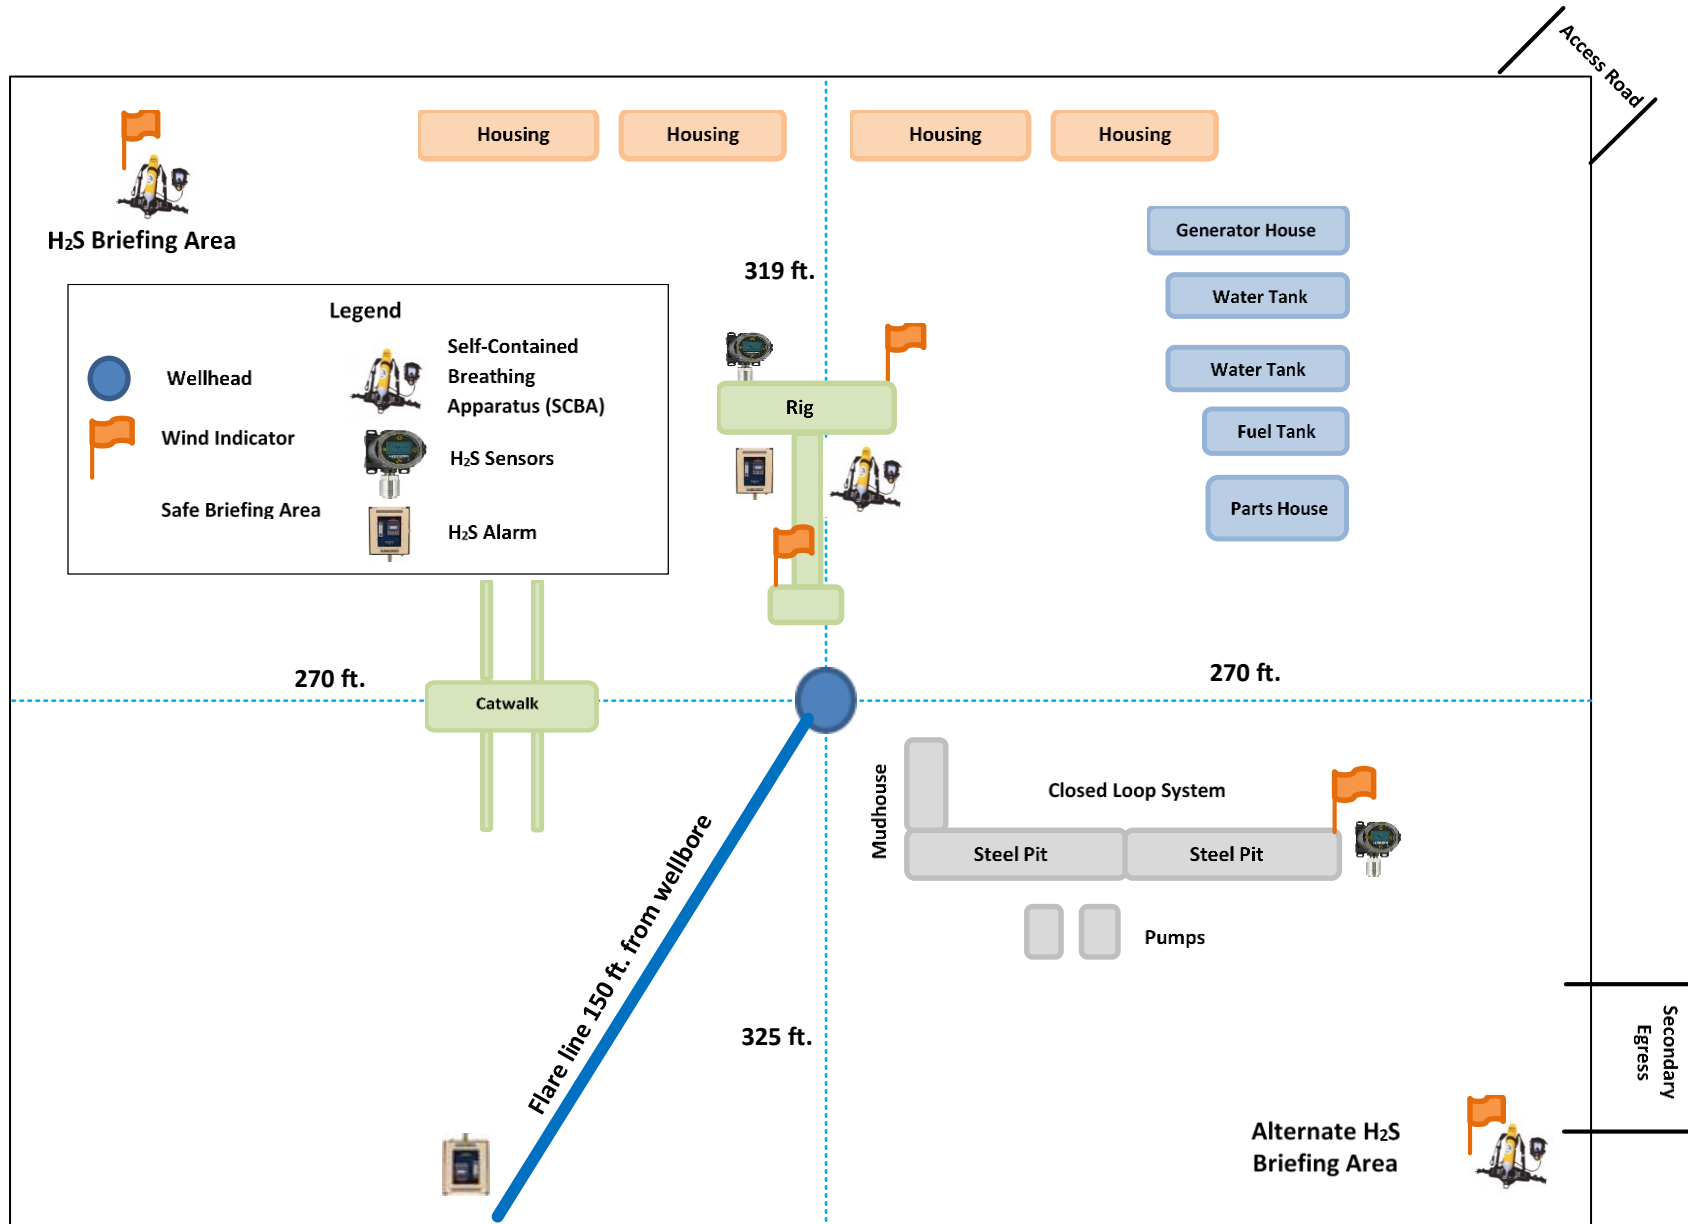 Access Road
Housing
Housing
Housing
Housing
H₂S Briefing Area
Generator House
Water Tank
Water Tank
Fuel Tank
Parts House
319 ft.
Legend
Wellhead
Wind Indicator
Safe Briefing Area
Self-Contained
Breathing
Apparatus (SCBA)
H₂S Sensors
H₂S Alarm
Rig
270 ft.
270 ft.
Catwalk
Mudhouse
Closed Loop System
Steel Pit
Steel Pit
Pumps
Flare line 150 ft. from wellbore
325 ft.
Secondary
Egress
Alternate H₂S
Briefing Area